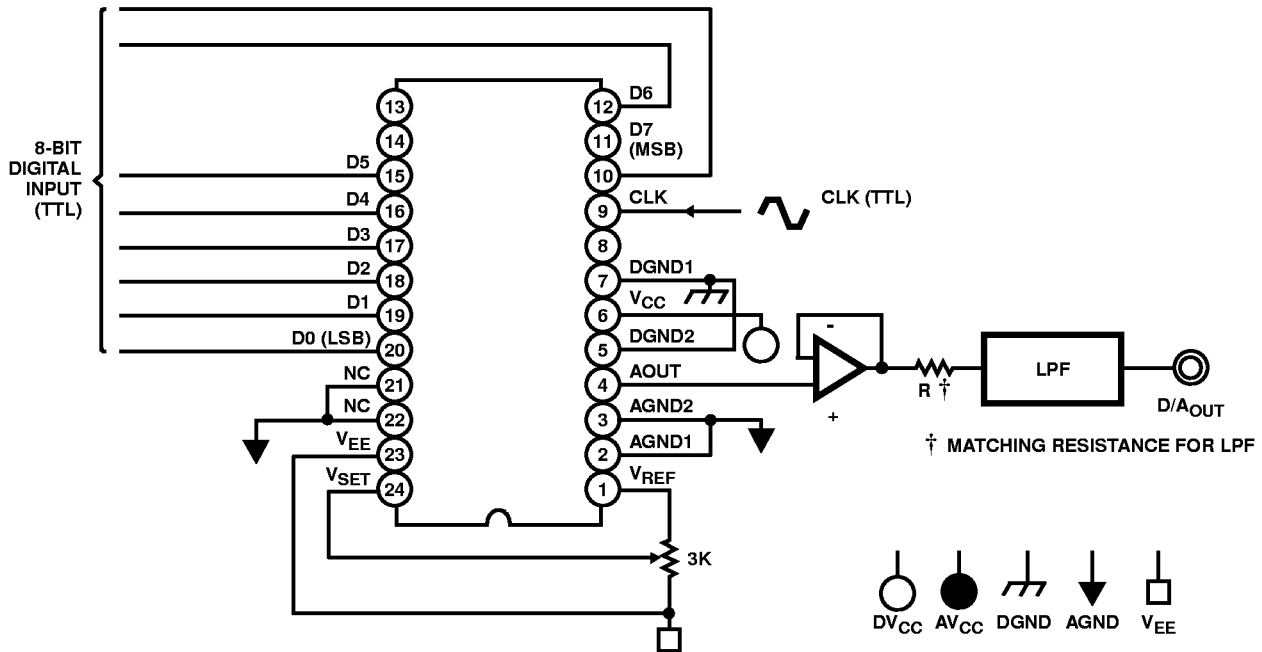 8-BIT
DIGITAL
INPUT
(TTL)
D5
D4
D3
D2
D1
D0 (LSB)
NC
NC
VEE
VSET
13
14
15
16
17
18
19
20
21
22
23
24
12
11
10
9
8
7
6
5
4
3
2
1
D6
D7
(MSB)
CLK
CLK (TTL)
DGND1
VCC
DGND2
AOUT
AGND2
AGND1
VREF
3K
-
+
R †
LPF
D/AOUT
† MATCHING RESISTANCE FOR LPF
DVCC
AVCC
DGND
AGND
VEE